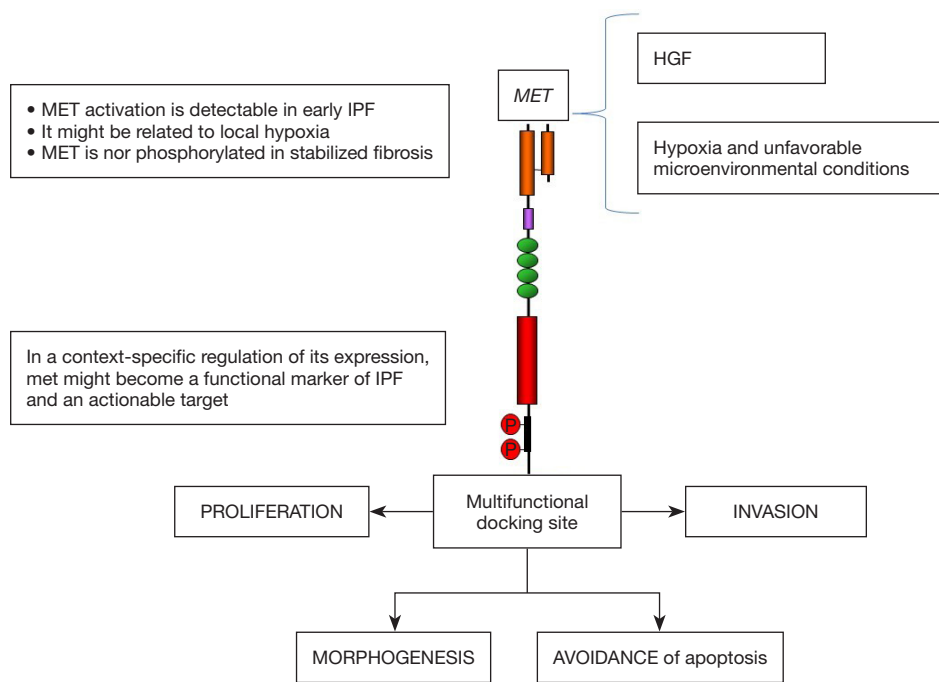 MET
HGF
Hypoxia and unfavorable
microenvironmental conditions
• MET activation is detectable in early IPF
• It might be related to local hypoxia
• MET is nor phosphorylated in stabilized fibrosis
In a context-specific regulation of its expression,
met might become a functional marker of IPF
and an actionable target
P
P
PROLIFERATION
Multifunctional
docking site
INVASION
MORPHOGENESIS
AVOIDANCE of apoptosis